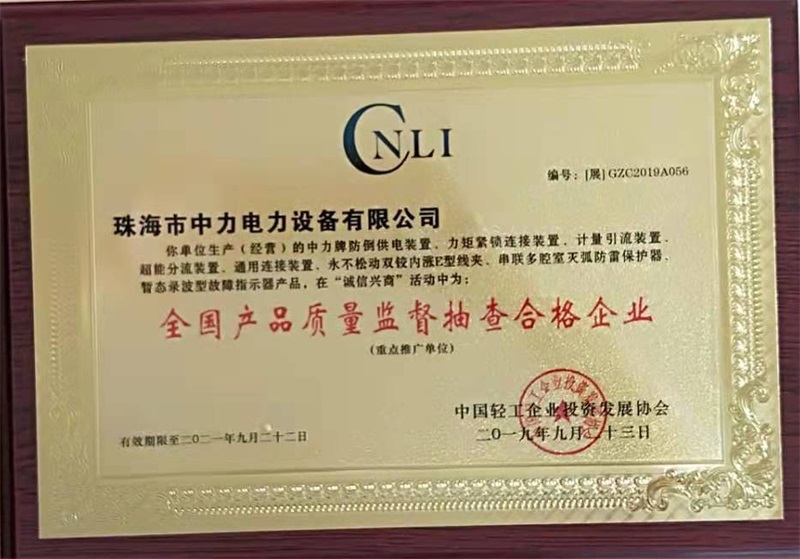 CNLI
编号：[展] GZC2019A056
珠海市中力电力设备有限公司
你单位生产（经营）的中力牌防倒供电装置、力矩紧锁连接装置、计量引流装置、
超能分流装置、通用连接装置、永不松动双铰内涨E型线夹、串联多腔室灭弧防雷保护器、
暂态录波型故障指示器产品，在“诚信兴商”活动中为：
全国产品质量监督抽查合格企业
（重点推广单位）
中国轻工企业投资发展协会
有效期限至二〇二一年九月二十二日
二〇一九年九月二十三日